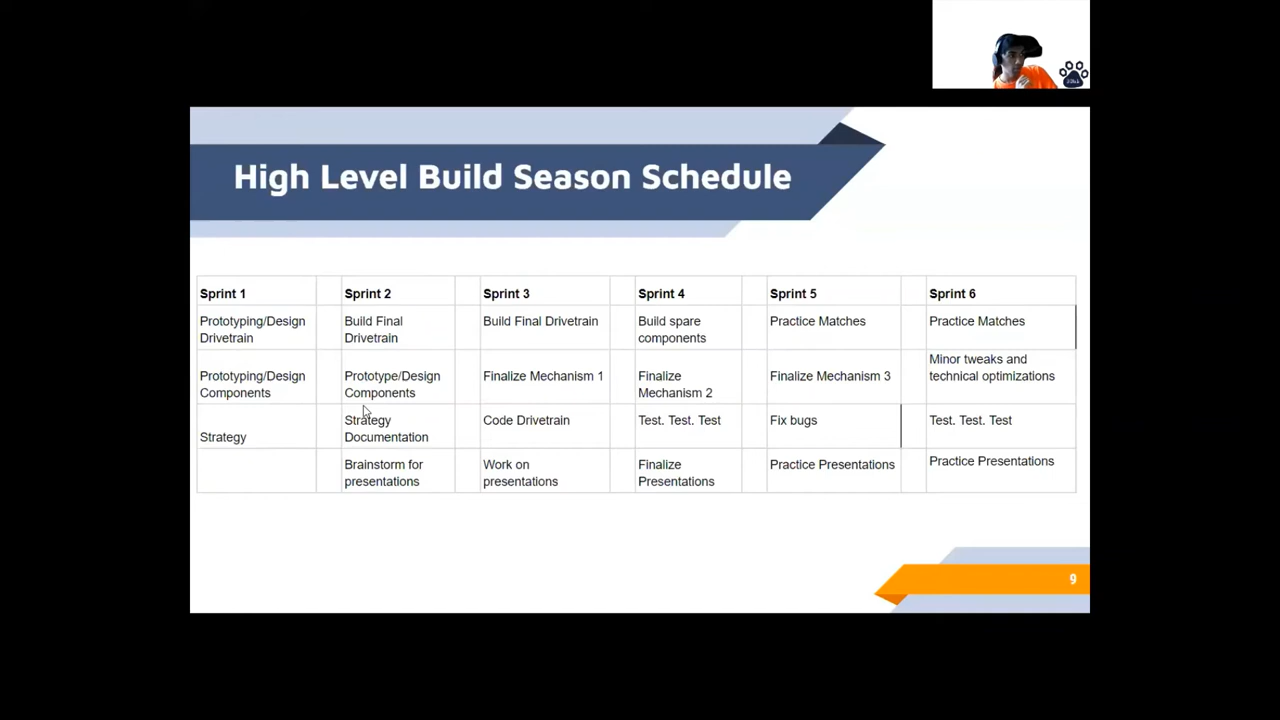 High Level Build Season Schedule
Sprint 1
Sprint 2
Sprint 3
Sprint 4
Sprint 5
Sprint 6
Prototyping/Design
Drivetrain
Build Final
Drivetrain
Build Final Drivetrain
Build spare
components
Practice Matches
Practice Matches
Prototyping/Design
Components
Prototype/Design
Components
Finalize Mechanism 1
Finalize
Mechanism 2
Finalize Mechanism 3
Minor tweaks and
technical optimizations
Strategy
Strategy
Documentation
Code Drivetrain
Test. Test. Test
Fix bugs
Test. Test. Test
Brainstorm for
presentations
Work on
presentations
Finalize
Presentations
Practice Presentations
Practice Presentations
9